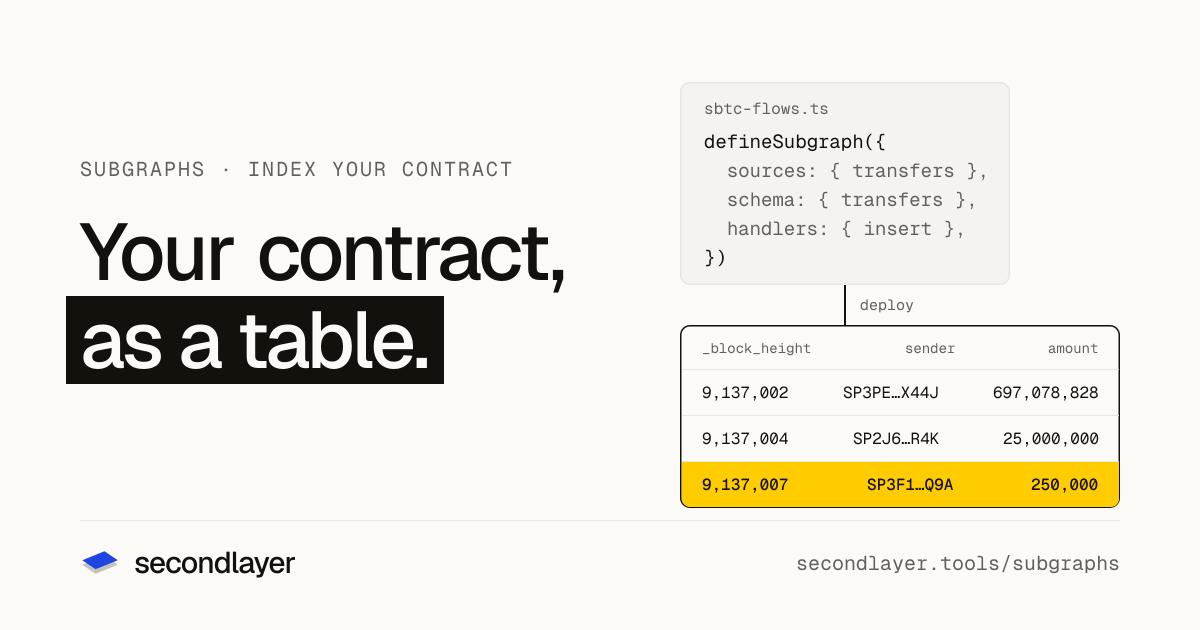 SUBGRAPHS · INDEX YOUR CONTRACT
Your contract,
as a table.
sbtc-flows.ts
defineSubgraph({
  sources: { transfers },
  schema: { transfers },
  handlers: { insert },
})
deploy
_block_height sender amount
9,137,002 SP3PE…X44J 697,078,828
9,137,004 SP2J6…R4K 25,000,000
9,137,007 SP3F1…Q9A 250,000
secondlayer
secondlayer.tools/subgraphs